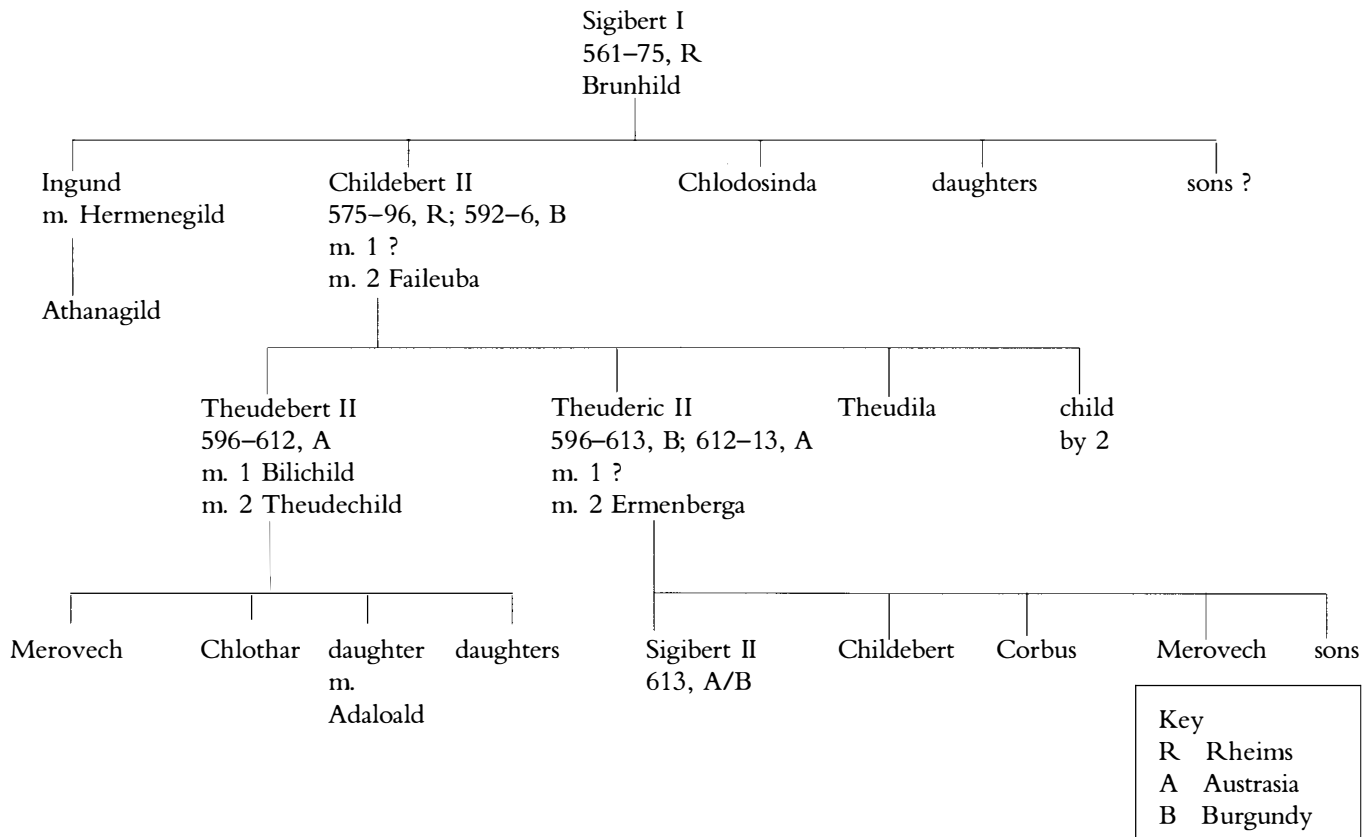 Sigibert I
561–75, R
Brunhild
Ingund
m. Hermenegild
Athanagild
Childebert II
575–96, R; 592–6, B
m. 1 ?
m. 2 Faileuba
Chlodosinda
daughters
sons ?
Theudebert II
596–612, A
m. 1 Bilichild
m. 2 Theudechild
Theuderic II
596–613, B; 612–13, A
m. 1 ?
m. 2 Ermenberga
Theudila
child
by 2
Merovech
Chlothar
daughter
m.
Adaloald
daughters
Sigibert II
613, A/B
Childebert
Corbus
Merovech
sons
Key
R Rheims
A Austrasia
B Burgundy